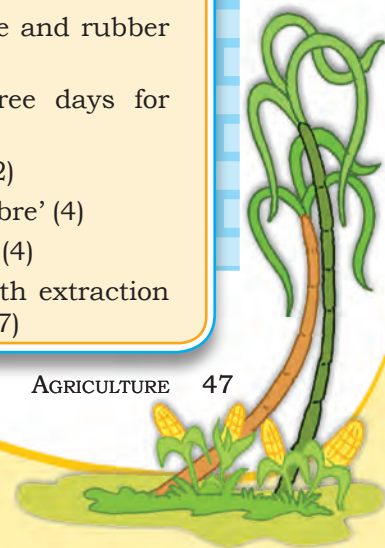 e and rubber
ree days for
2)
bre’ (4)
(4)
th extraction
7)
AGRICULTURE 47